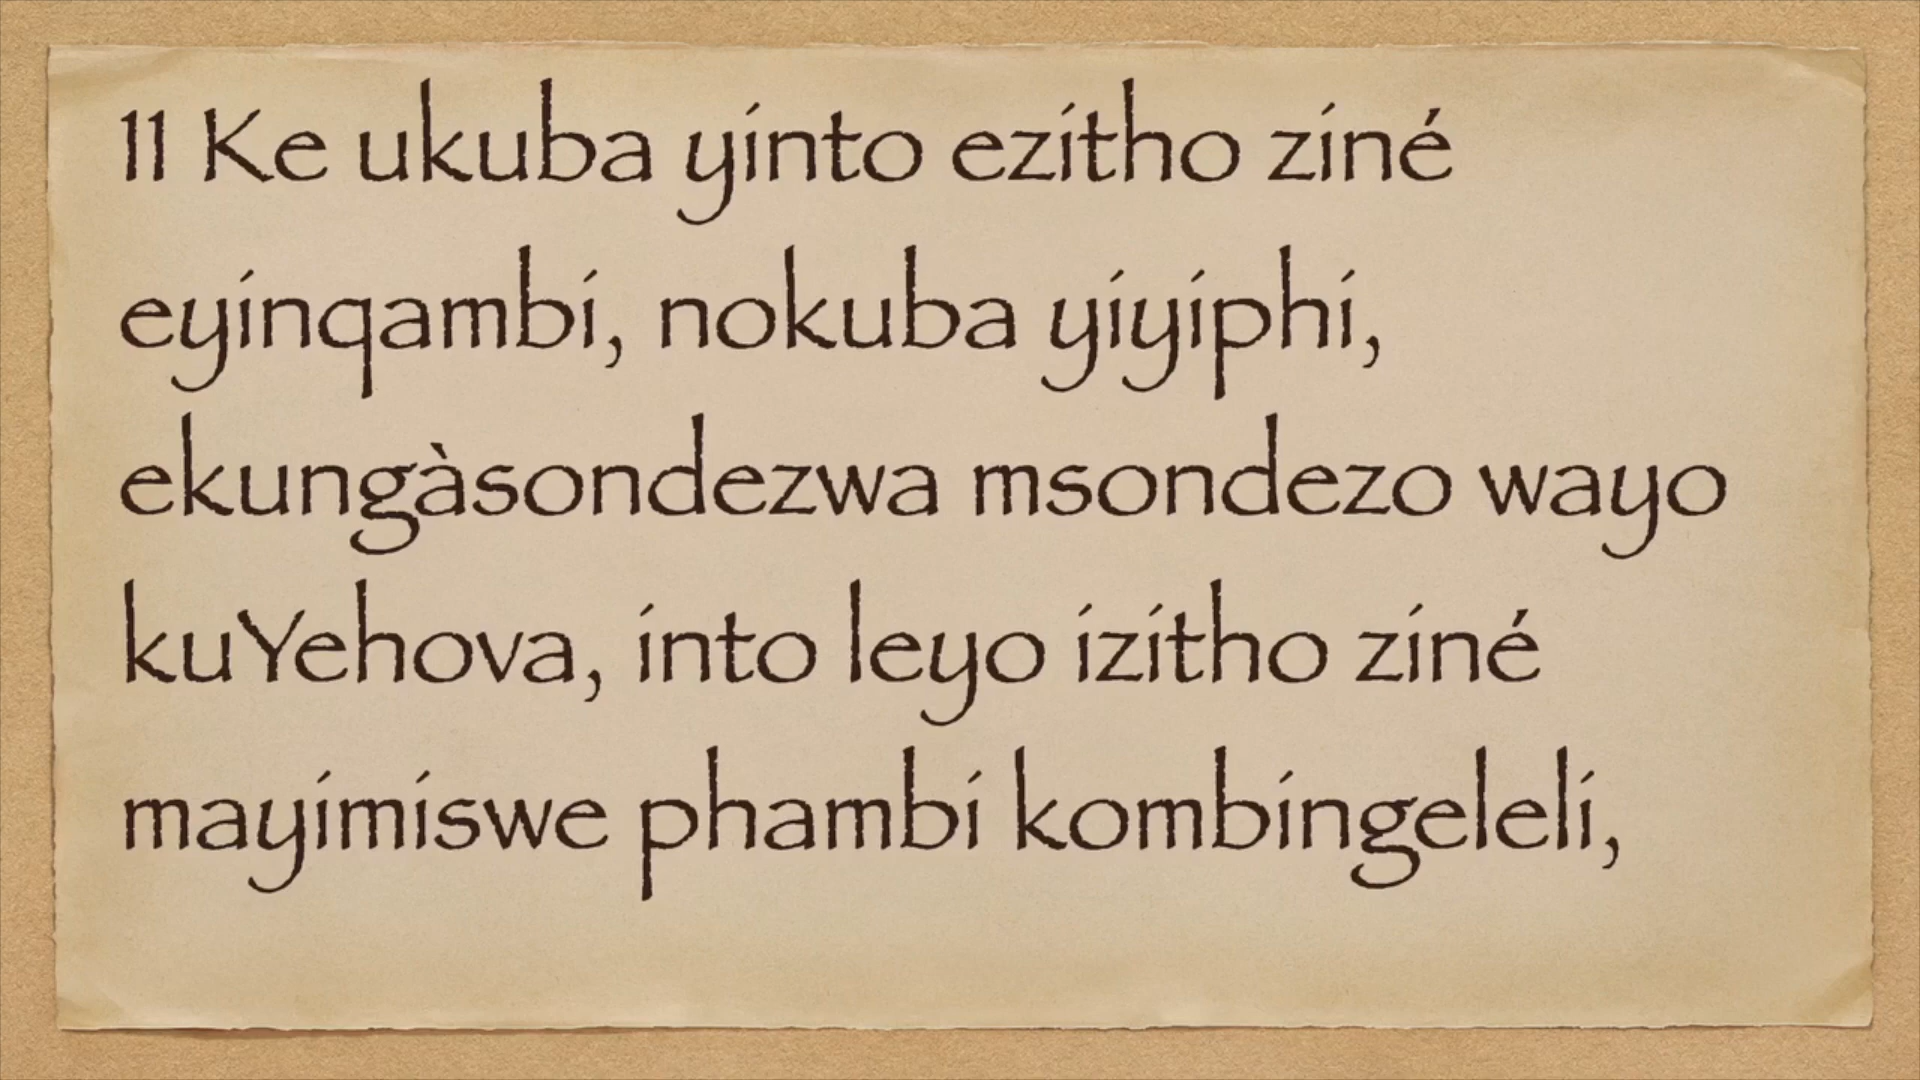 11 Ke ukuba yinto ezitho ziné
eyinqambi, nokuba yiyiphi,
ekungàsondezwa msondezo wayo
kuYehova, into leyo izitho ziné
mayimiswe phambi kombingeleli,